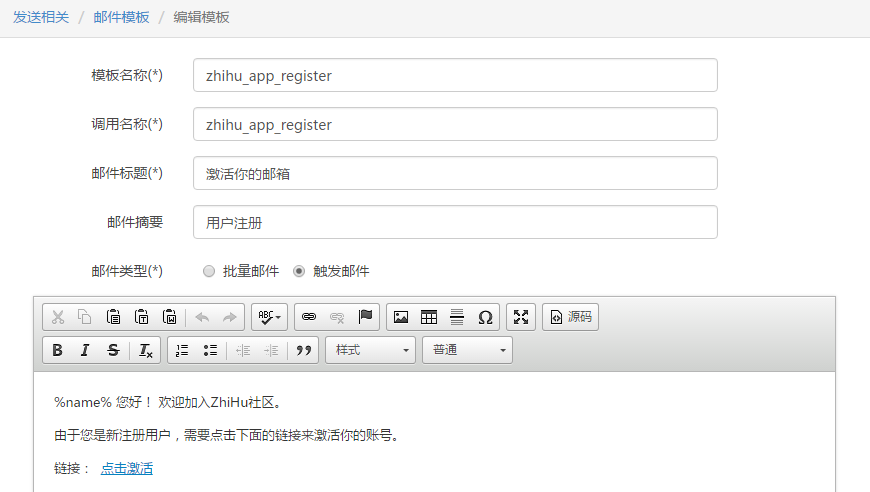 发送相关 / 邮件模板 / 编辑模板
模板名称(*) zhihu_app_register
调用名称(*) zhihu_app_register
邮件标题(*) 激活你的邮箱
邮件摘要 用户注册
邮件类型(*) 批量邮件 触发邮件
ABC Ω 源码
B I S Tx 样式 普通
%name% 您好！ 欢迎加入ZhiHu社区。
由于您是新注册用户，需要点击下面的链接来激活你的账号。
链接： 点击激活